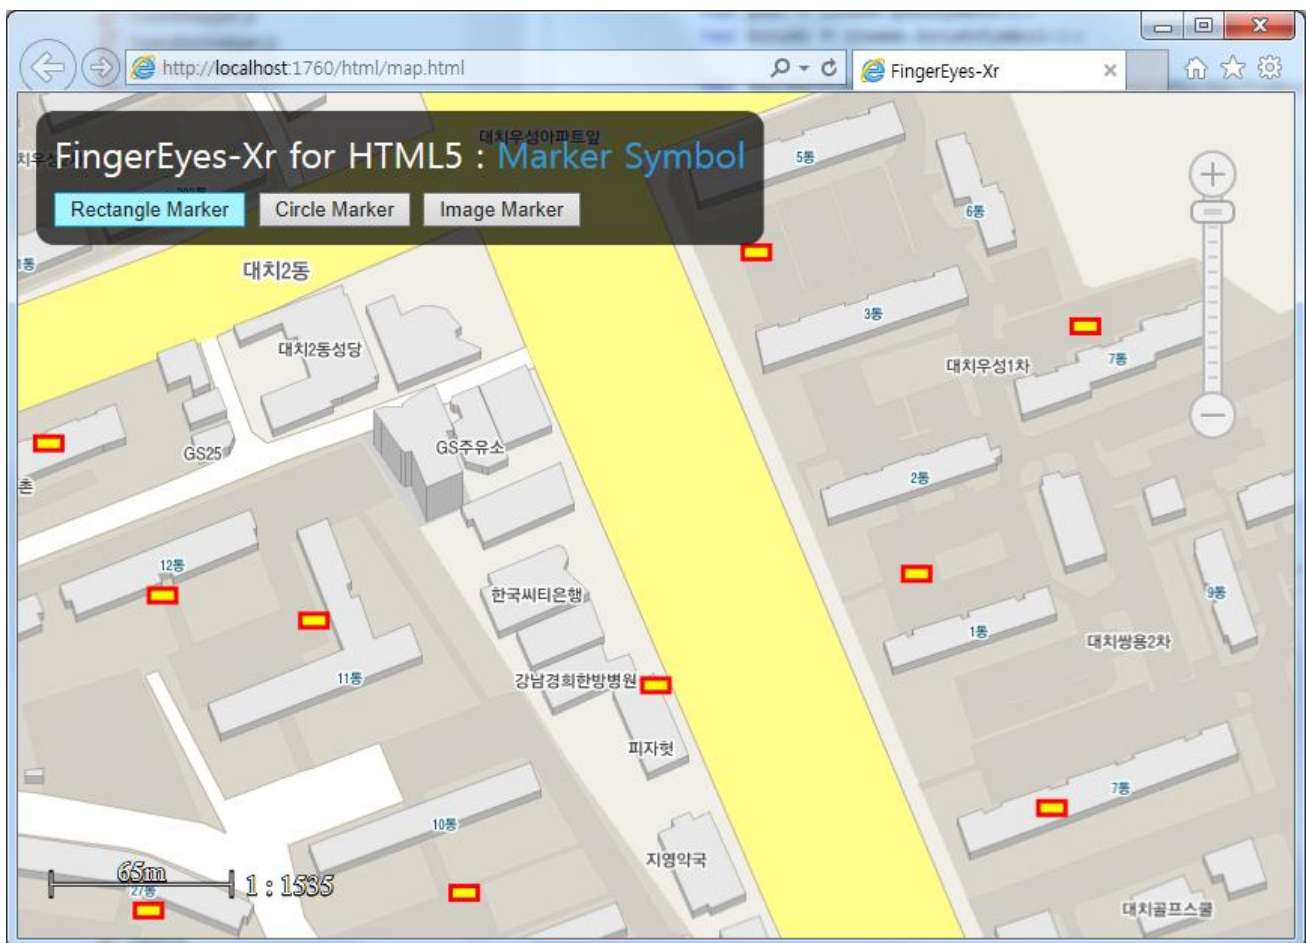 http://localhost:1760/html/map.html
FingerEyes-Xr
대치우성아파트앞
FingerEyes-Xr for HTML5 : Marker Symbol
Rectangle Marker
Circle Marker
Image Marker
5동
6동
대치2동
3동
대치2동성당
대치우성1차
7동
GS25
GS주유소
촌
2동
12동
한국씨티은행
9동
1동
대치쌍용2차
11동
강남경희한방병원
피자헛
7동
10동
지영약국
65m
1 : 1535
27동
대치골프스쿨